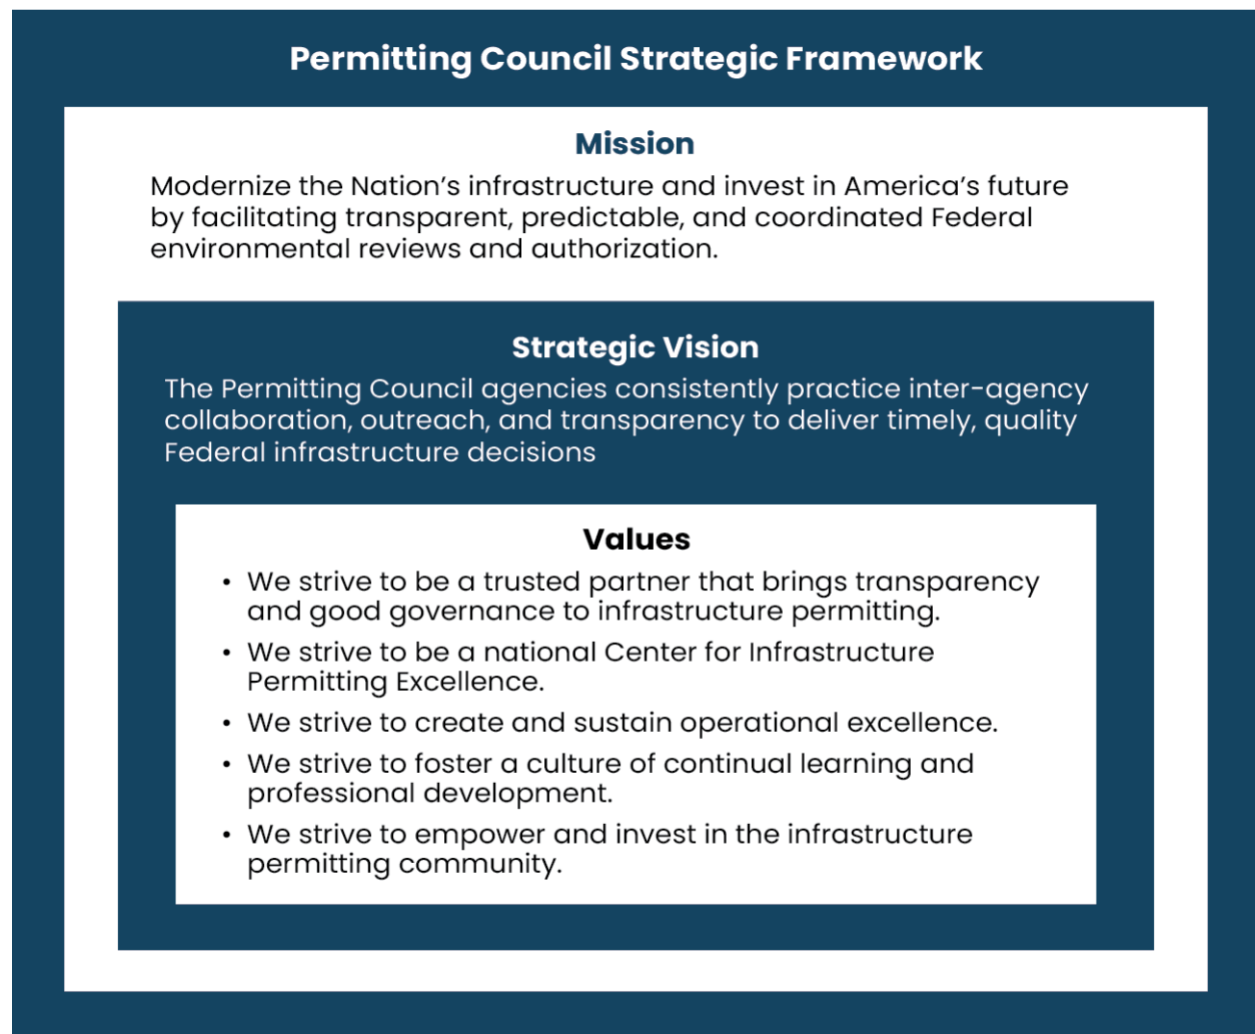 Permitting Council Strategic Framework
Mission
Modernize the Nation’s infrastructure and invest in America’s future
by facilitating transparent, predictable, and coordinated Federal
environmental reviews and authorization.
Strategic Vision
The Permitting Council agencies consistently practice inter-agency
collaboration, outreach, and transparency to deliver timely, quality
Federal infrastructure decisions
Values
• We strive to be a trusted partner that brings transparency
and good governance to infrastructure permitting.
• We strive to be a national Center for Infrastructure
Permitting Excellence.
• We strive to create and sustain operational excellence.
• We strive to foster a culture of continual learning and
professional development.
• We strive to empower and invest in the infrastructure
permitting community.